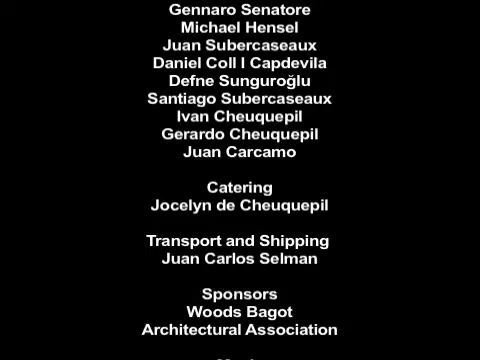 Gennaro Senatore
Michael Hensel
Juan Subercaseaux
Daniel Coll I Capdevila
Defne Sunguroğlu
Santiago Subercaseaux
Ivan Cheuquepil
Gerardo Cheuquepil
Juan Carcamo
Catering
Jocelyn de Cheuquepil
Transport and Shipping
Juan Carlos Selman
Sponsors
Woods Bagot
Architectural Association